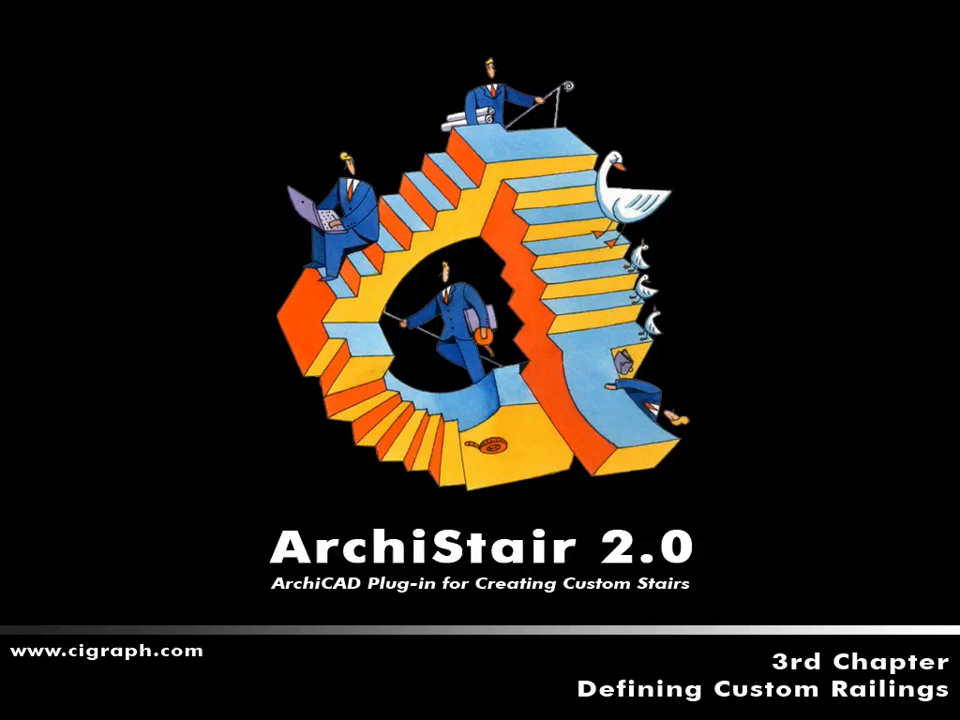 ArchiStair 2.0
ArchiCAD Plug-in for Creating Custom Stairs
www.cigraph.com
3rd Chapter
Defining Custom Railings